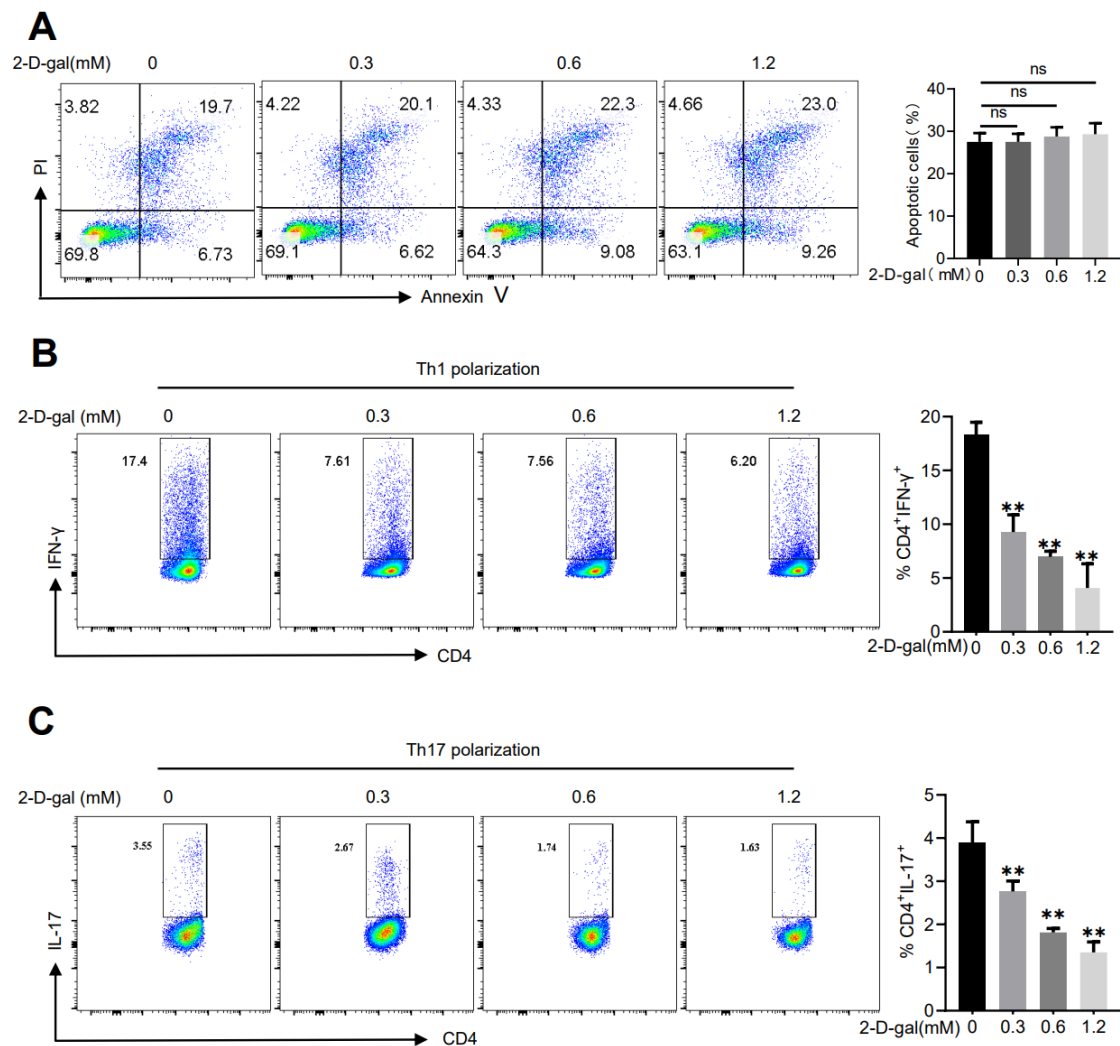 A
2-D-gal(mM) 0 0.3 0.6 1.2
3.82 19.7 4.22 20.1 4.33 22.3 4.66 23.0
PI
69.8 6.73 69.1 6.62 64.3 9.08 63.1 9.26
Annexin V
ns
ns
ns
Apoptotic cells(%)
40
30
20
10
0
2-D-gal(mM) 0 0.3 0.6 1.2
B
Th1 polarization
2-D-gal (mM) 0 0.3 0.6 1.2
17.4 7.61 7.56 6.20
IFN-γ
CD4
% CD4+IFN-γ+
20
15
10
5
0
** ** **
2-D-gal(mM) 0 0.3 0.6 1.2
C
Th17 polarization
2-D-gal (mM) 0 0.3 0.6 1.2
3.55 2.67 1.74 1.63
IL-17
CD4
% CD4+IL-17+
5
4
3
2
1
0
** ** **
2-D-gal(mM) 0 0.3 0.6 1.2